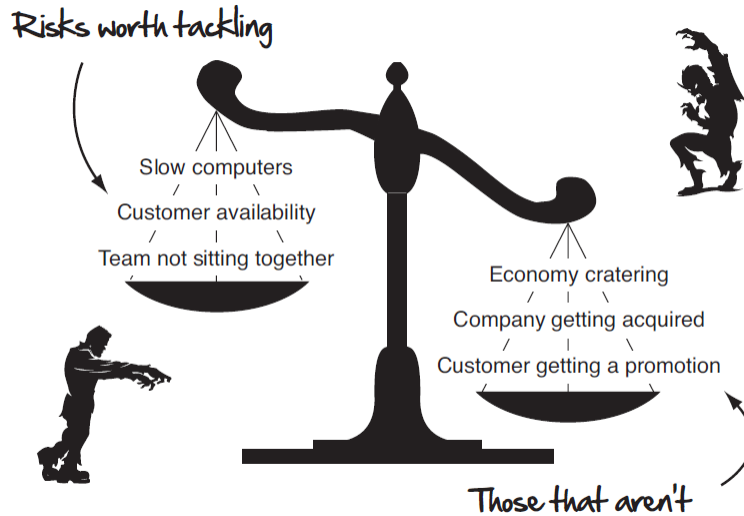 Risks worth tackling
Slow computers
Customer availability
Team not sitting together
Economy cratering
Company getting acquired
Customer getting a promotion
Those that aren't